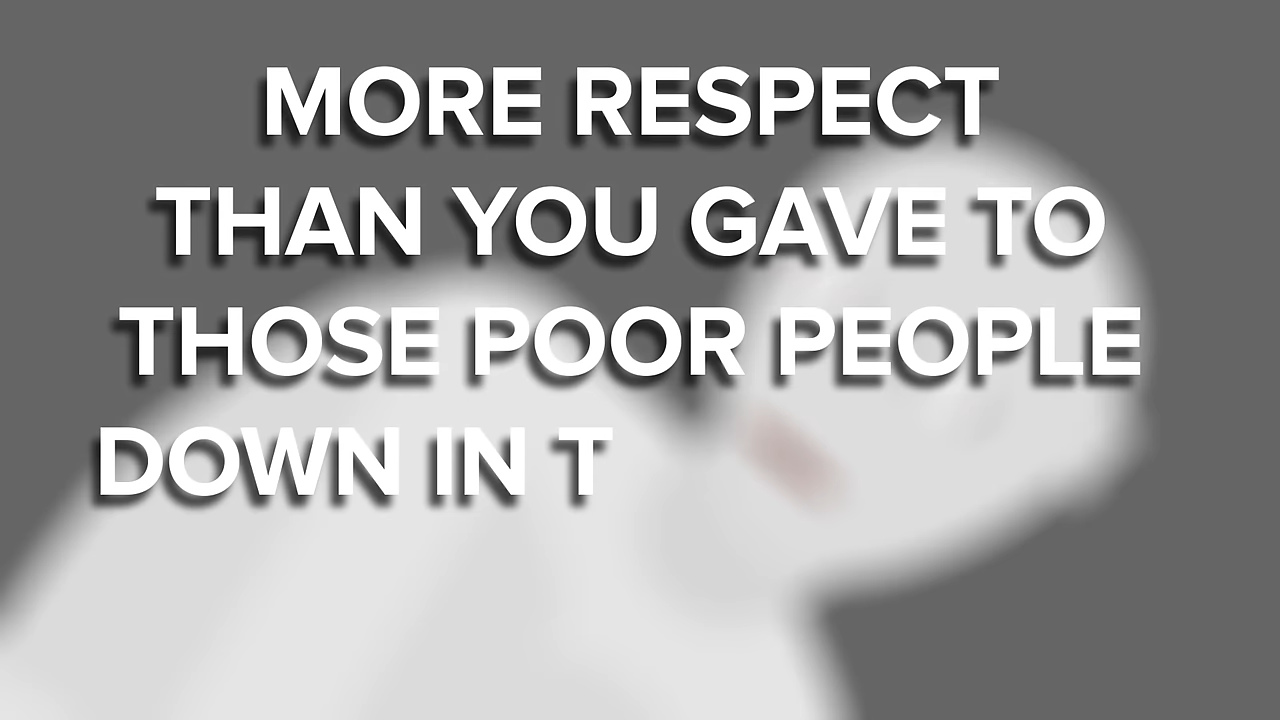 MORE RESPECT
THAN YOU GAVE TO
THOSE POOR PEOPLE
DOWN IN T